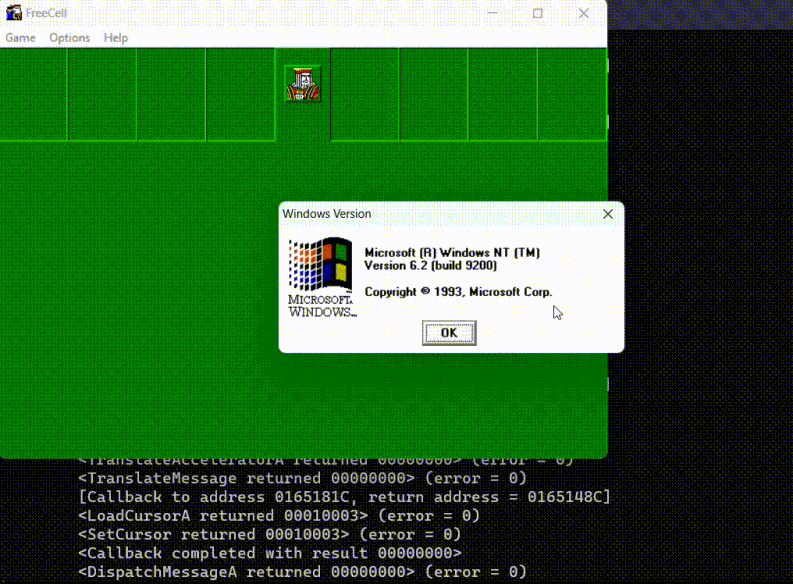 FreeCell
Game Options Help
Windows Version
Microsoft (R) Windows NT (TM)
Version 6.2 (build 9200)
Copyright © 1993, Microsoft Corp.
MICROSOFT.
WINDOWS...
OK
<TranslateAcceleratorA returned 00000000> (error = 0)
<TranslateMessage returned 00000000> (error = 0)
[Callback to address 0165181C, return address = 0165148C]
<LoadCursorA returned 00010003> (error = 0)
<SetCursor returned 00010003> (error = 0)
<Callback completed with result 00000000>
<DispatchMessageA returned 00000000> (error = 0)